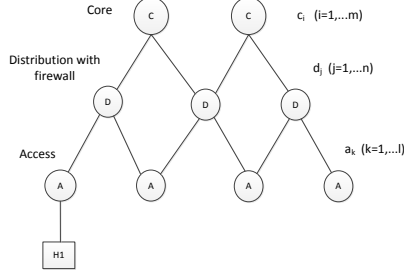 Core
C
C
cᵢ (i=1,...m)
Distribution with
firewall
dⱼ (j=1,...n)
D
D
D
Access
aₖ (k=1,...l)
A
A
A
A
H1